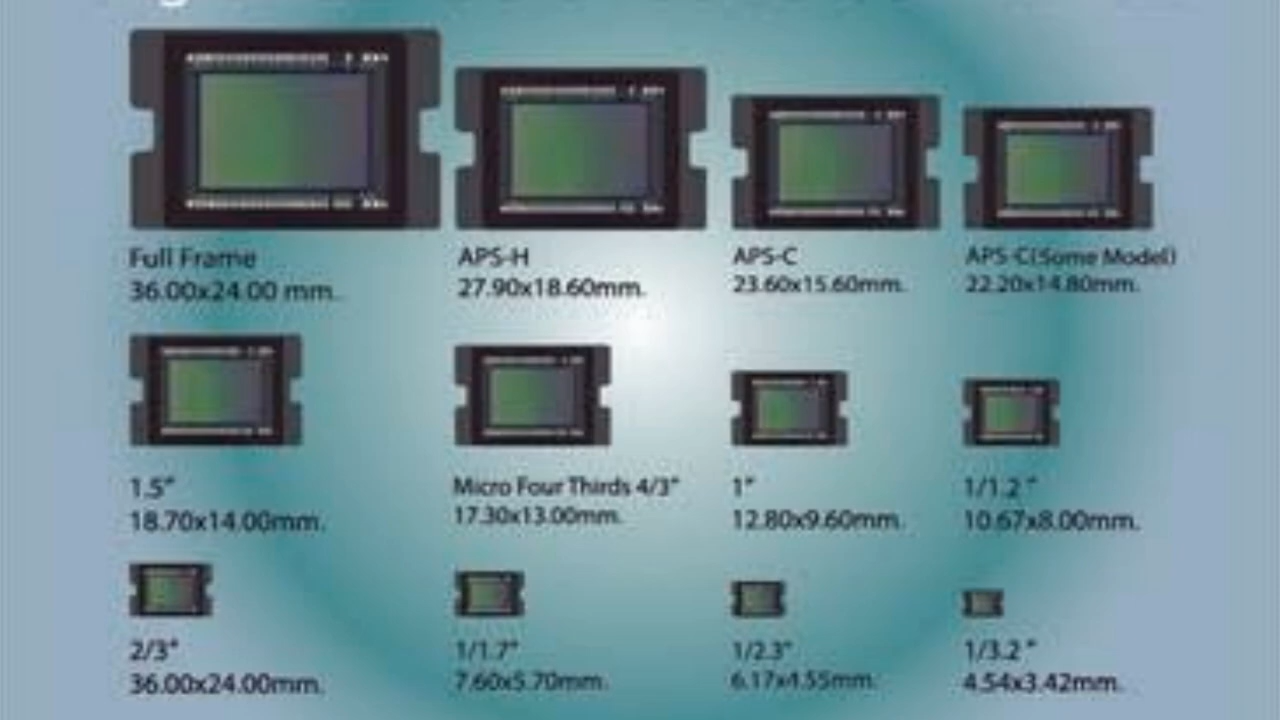 Full Frame
36.00x24.00 mm.
APS-H
27.90x18.60mm.
APS-C
23.60x15.60mm.
APS-C(Some Model)
22.20x14.80mm.
1.5"
18.70x14.00mm.
Micro Four Thirds 4/3"
17.30x13.00mm.
1"
12.80x9.60mm.
1/1.2 "
10.67x8.00mm.
2/3"
36.00x24.00mm.
1/1.7"
7.60x5.70mm.
1/2.3"
6.17x4.55mm.
1/3.2 "
4.54x3.42mm.